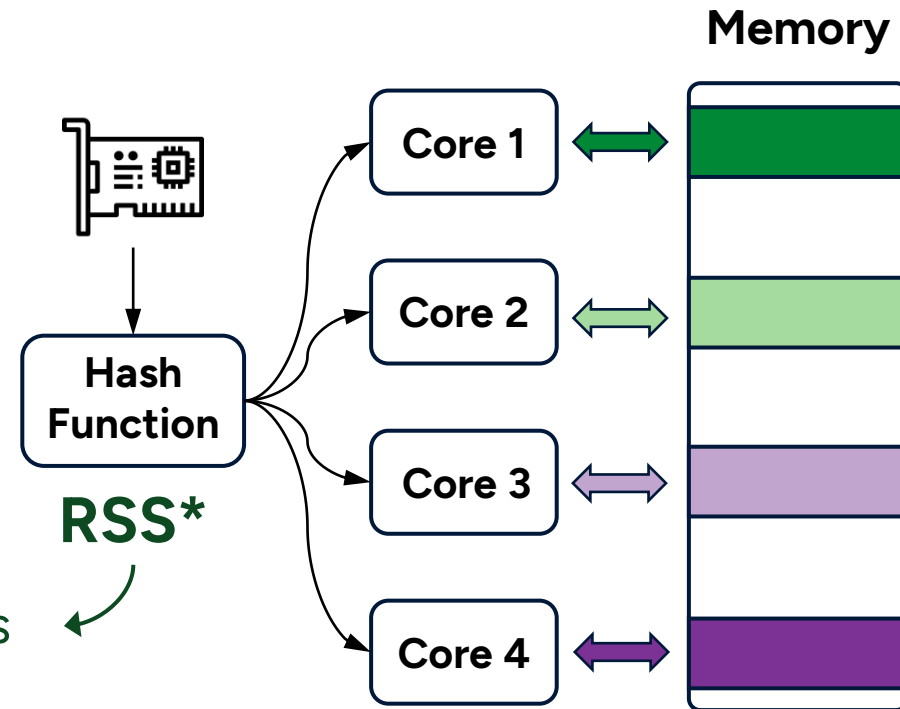 Memory
Core 1
Core 2
Hash
Function
Core 3
RSS*
Core 4